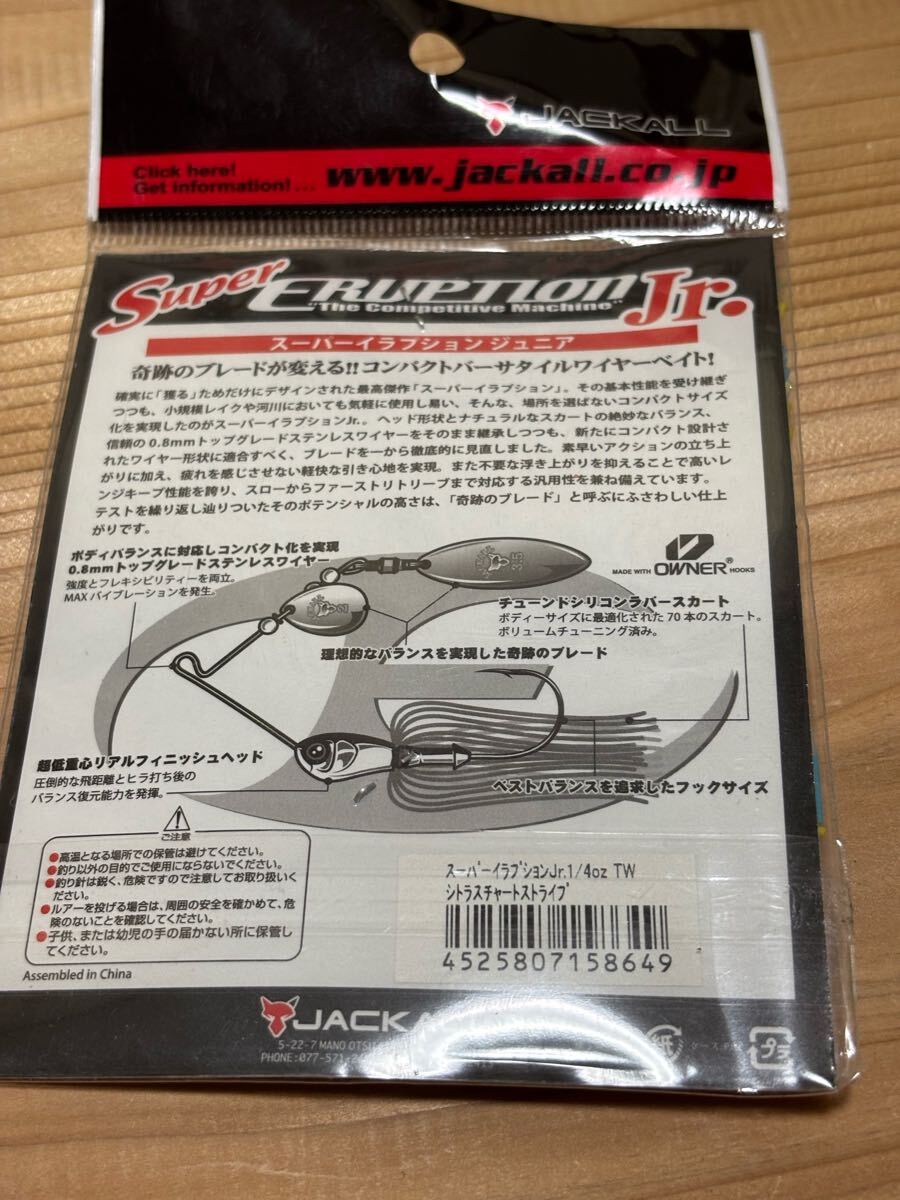 JACKALL
Click here!
Get information!... www.jackall.co.jp
Super ERUPTION Jr.
"The Competitive Machine"
スーパーイラプション ジュニア
奇跡のブレードが変える!!コンパクトバーサタイルワイヤーベイト!
確実に「獲る」ためだけにデザインされた最高傑作「スーパーイラプション」。その基本性能を受け継ぎ
つつも、小規模レイクや河川においても気軽に使用し易い、そんな、場所を選ばないコンパクトサイズ
化を実現したのがスーパーイラプションJr.。ヘッド形状とナチュラルなスカートの絶妙なバランス、
信頼の0.8mmトップグレードステンレスワイヤーをそのまま継承しつつも、新たにコンパクト設計さ
れたワイヤー形状に適合すべく、ブレードを一から徹底的に見直しました。素早いアクションの立ち上
がりに加え、疲れを感じさせない軽快な引き心地を実現。また不要な浮き上がりを抑えることで高いレ
ンジキープ性能を誇り、スローからファーストリトリーブまで対応する汎用性を兼ね備えています。
テストを繰り返し辿りついたそのポテンシャルの高さは、「奇跡のブレード」と呼ぶにふさわしい仕上
がりです。
ボディバランスに対応しコンパクト化を実現
0.8mmトップグレードステンレスワイヤー
強度とフレキシビリティーを両立。
MAXバイブレーションを発生。
3.5
2
MADE WITH OWNER® HOOKS
チューンドシリコンラバースカート
ボディーサイズに最適化された70本のスカート。
ボリュームチューニング済み。
理想的なバランスを実現した奇跡のブレード
超低重心リアルフィニッシュヘッド
圧倒的な飛距離とヒラ打ち後の
バランス復元能力を発揮。
ベストバランスを追求したフックサイズ
ご注意
●高温となる場所での保管は避けてください。
●釣り以外の目的でご使用にならないでください。
●釣り針は鋭く、危険ですので注意してお取り扱いく
ださい。
●ルアーを投げる場合は、周囲の安全を確かめて、危
険のないことを確認してください。
●子供、または幼児の手の届かない所に保管し
てください。
Assembled in China
スーパーイラプションJr.1/4oz TW
シトラスチャートストライプ
4525807158649
JACKALL
5-22-7 MANO OTSU
PHONE:077-571-
紙
プラ